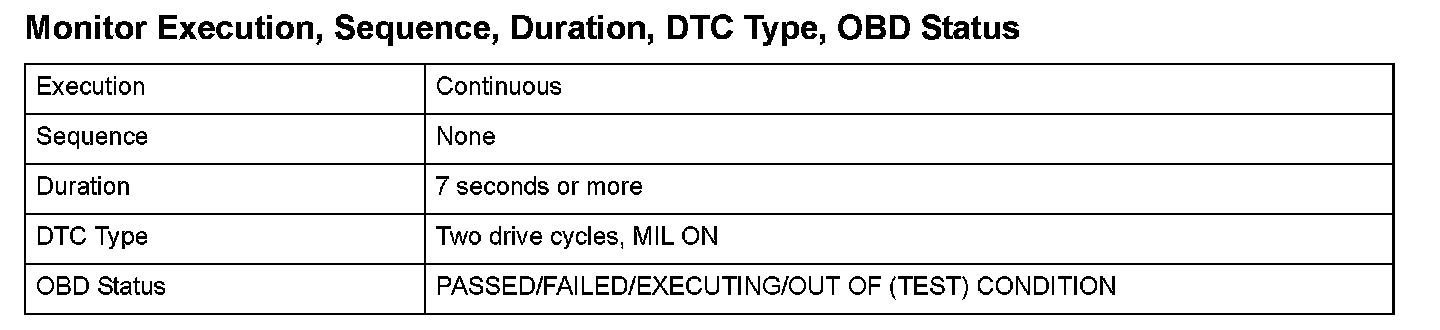 Monitor Execution, Sequence, Duration, DTC Type, OBD Status
Execution Continuous
Sequence None
Duration 7 seconds or more
DTC Type Two drive cycles, MIL ON
OBD Status PASSED/FAILED/EXECUTING/OUT OF (TEST) CONDITION